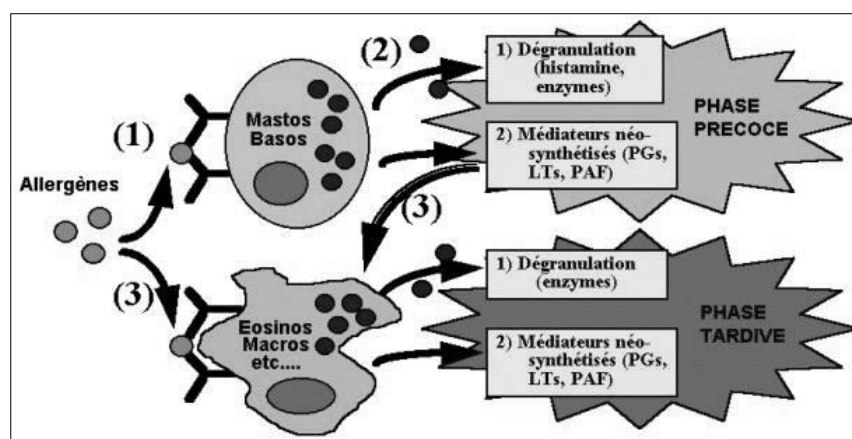 (2)
1) Dégranulation
(histamine,
enzymes)
PHASE
PRECOCE
Mastos
Basos
(1)
2) Médiateurs néo-
synthétisés (PGs,
LTs, PAF)
Allergènes
(3)
(3)
1) Dégranulation
(enzymes)
Eosinos
Macros
etc....
PHASE
TARDIVE
2) Médiateurs néo-
synthétisés (PGs,
LTs, PAF)